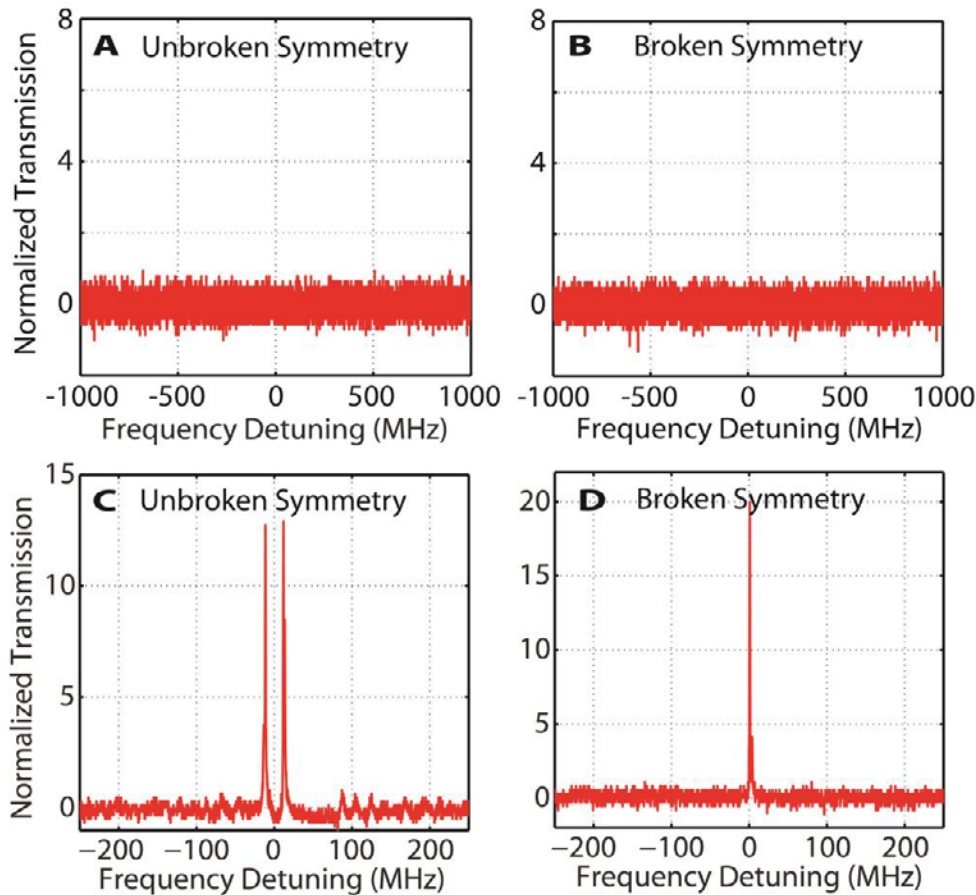 A Unbroken Symmetry
Normalized Transmission
8
4
0
-1000 -500 0 500 1000
Frequency Detuning (MHz)
B Broken Symmetry
8
4
0
-1000 -500 0 500 1000
Frequency Detuning (MHz)
C Unbroken Symmetry
Normalized Transmission
15
10
5
0
−200 −100 0 100 200
Frequency Detuning (MHz)
D Broken Symmetry
20
15
10
5
0
−200 −100 0 100 200
Frequency Detuning (MHz)